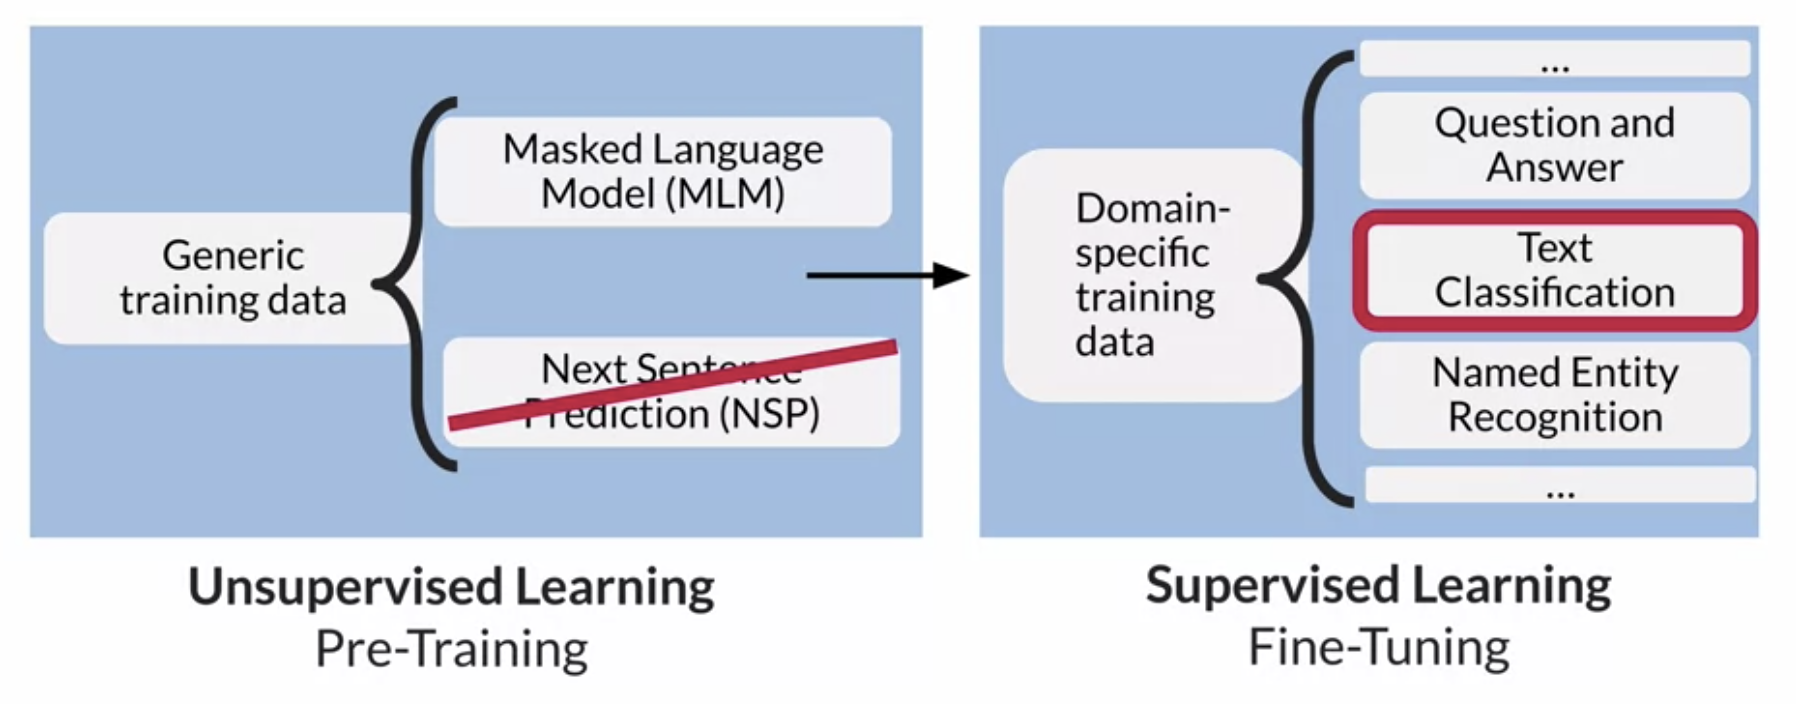 Generic
training data
Masked Language
Model (MLM)
Next Sentence
Prediction (NSP)
Unsupervised Learning
Pre-Training
Domain-
specific
training
data
...
Question and
Answer
Text
Classification
Named Entity
Recognition
...
Supervised Learning
Fine-Tuning